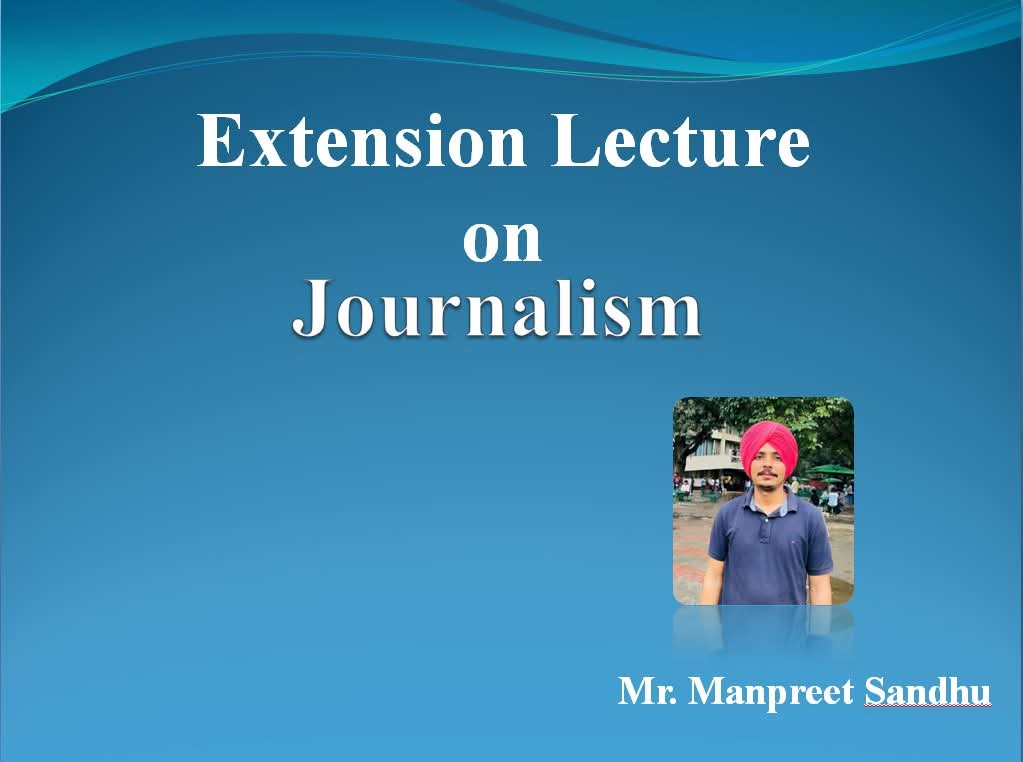 Extension Lecture
on
Journalism
Mr. Manpreet Sandhu